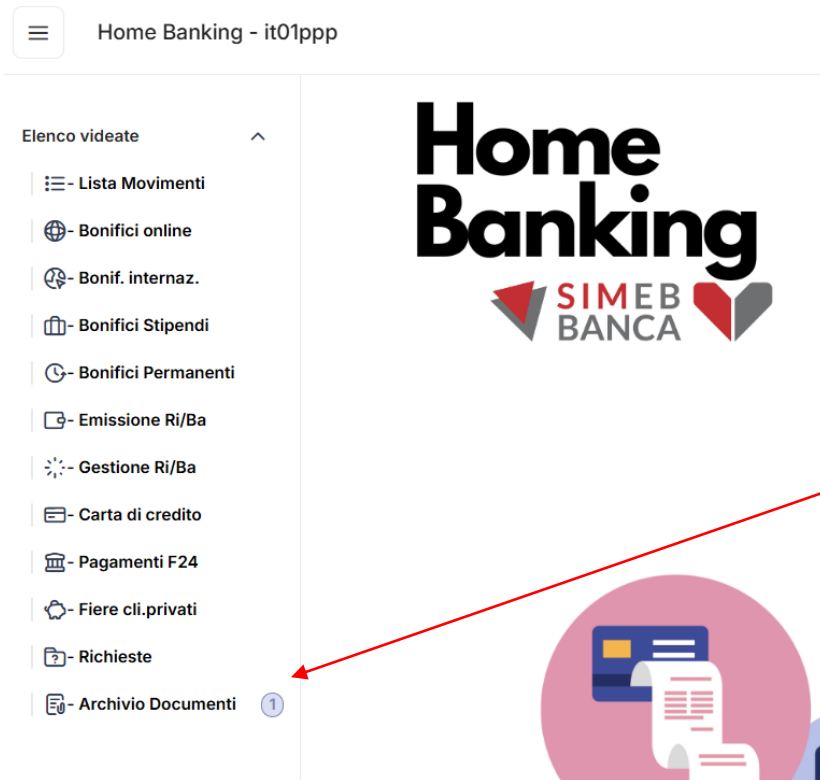 Home Banking - it01ppp
Elenco videate
- Lista Movimenti
- Bonifici online
- Bonif. internaz.
- Bonifici Stipendi
- Bonifici Permanenti
- Emissione Ri/Ba
- Gestione Ri/Ba
- Carta di credito
- Pagamenti F24
- Fiere cli.privati
- Richieste
- Archivio Documenti 1
Home
Banking
SIMEB
BANCA